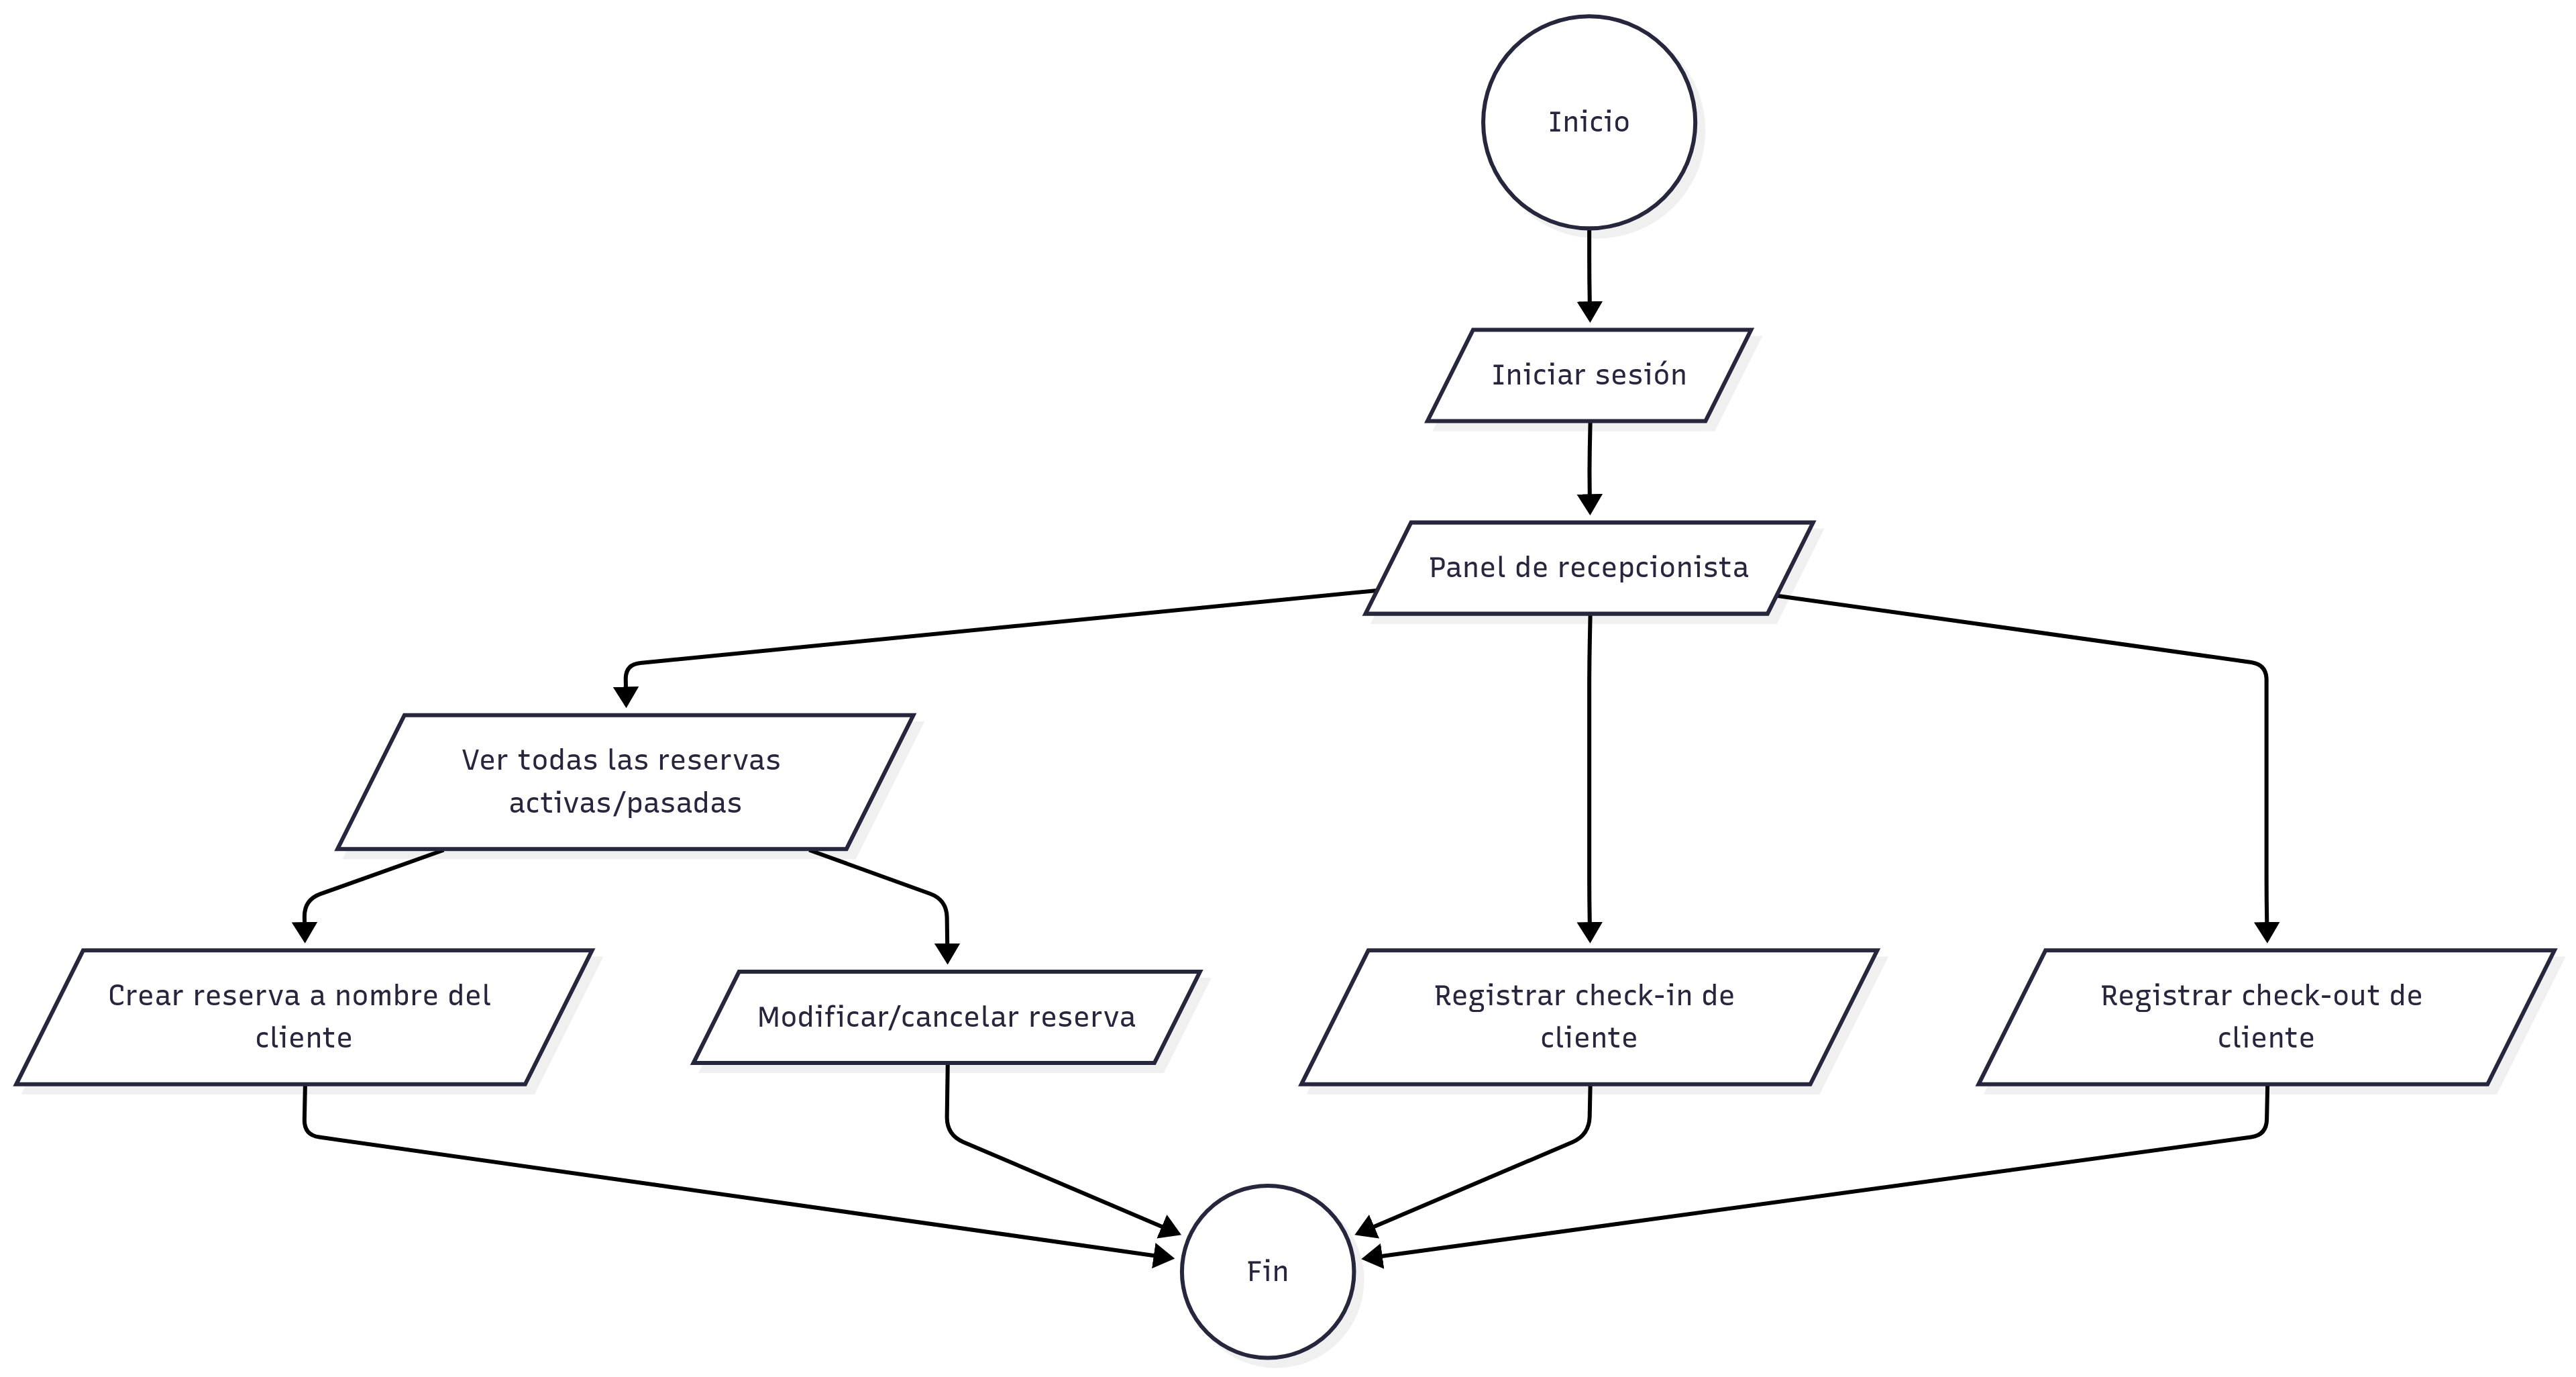 Inicio
Iniciar sesión
Panel de recepcionista
Ver todas las reservas
activas/pasadas
Crear reserva a nombre del
cliente
Modificar/cancelar reserva
Registrar check-in de
cliente
Registrar check-out de
cliente
Fin